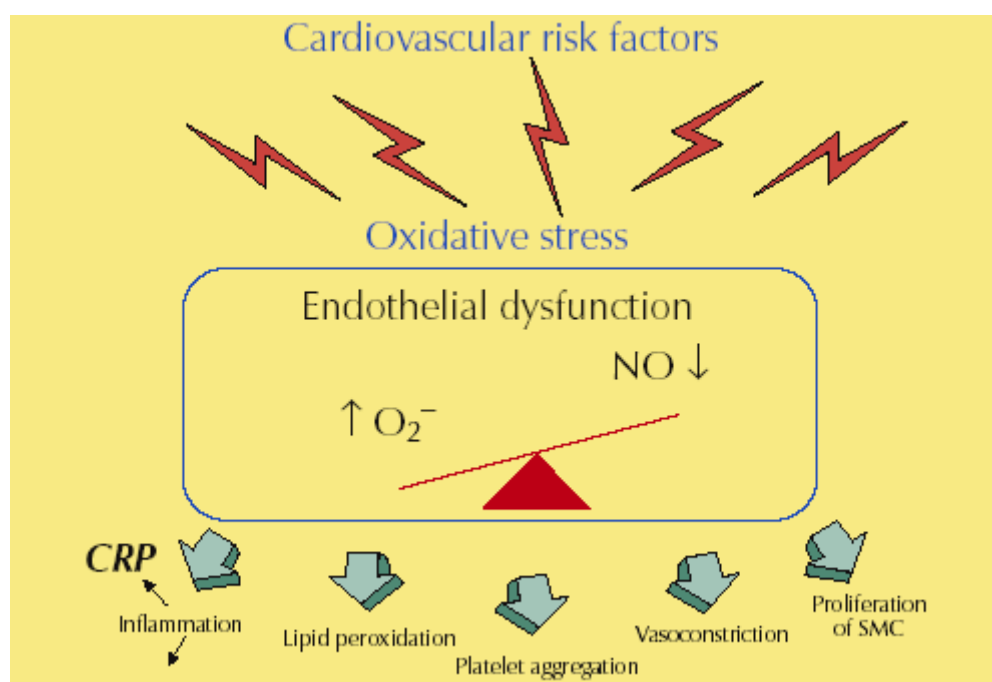 Cardiovascular risk factors
Oxidative stress
Endothelial dysfunction
NO ↓
↑ O₂⁻
CRP
Inflammation
Lipid peroxidation
Platelet aggregation
Vasoconstriction
Proliferation
of SMC